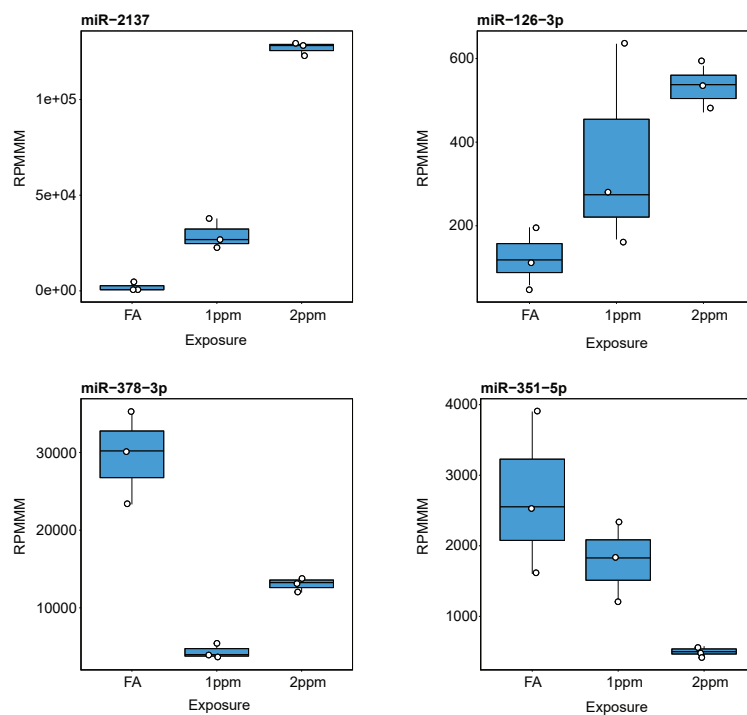 miR−2137
RPMMM
1e+05
5e+04
0e+00
FA
1ppm
2ppm
Exposure
miR−126−3p
RPMMM
600
400
200
FA
1ppm
2ppm
Exposure
miR−378−3p
RPMMM
30000
20000
10000
FA
1ppm
2ppm
Exposure
miR−351−5p
RPMMM
4000
3000
2000
1000
FA
1ppm
2ppm
Exposure